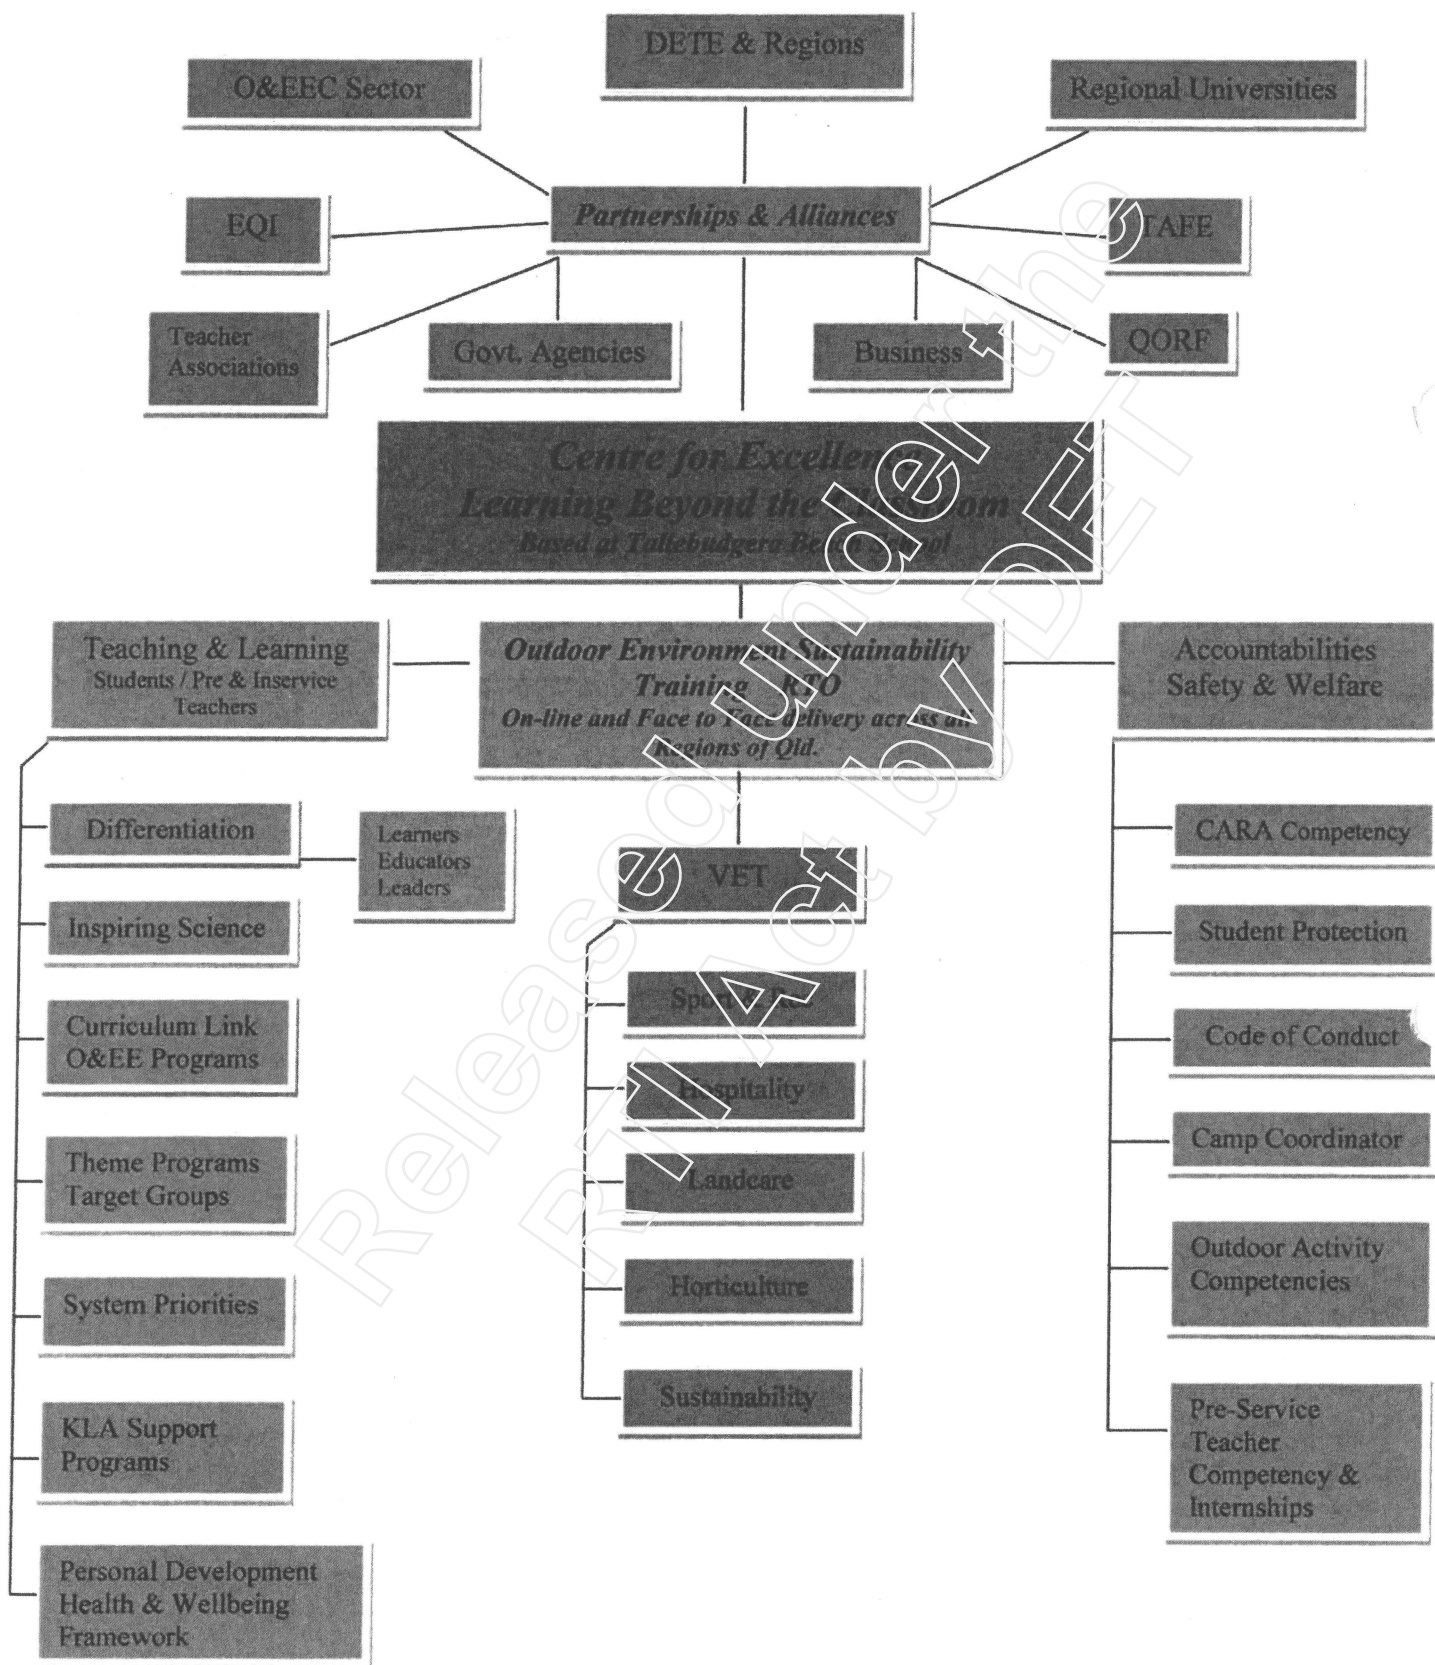 DETE & Regions
O&EEC Sector
Regional Universities
Partnerships & Alliances
EQI
TAFE
Teacher
Associations
Govt. Agencies
Business
QORF
Centre for Excellence
Learning Beyond the Classroom
Based at Tallebudgera Beach School
Teaching & Learning
Students / Pre & Inservice
Teachers
Outdoor Environment Sustainability
Training RTO
On-line and Face to Face delivery across all
Regions of Qld.
Accountabilities
Safety & Welfare
Differentiation
Learners
Educators
Leaders
Inspiring Science
Curriculum Link
O&EE Programs
Theme Programs
Target Groups
System Priorities
KLA Support
Programs
Personal Development
Health & Wellbeing
Framework
VET
Sport & Rec
Hospitality
Landcare
Horticulture
Sustainability
CARA Competency
Student Protection
Code of Conduct
Camp Coordinator
Outdoor Activity
Competencies
Pre-Service
Teacher
Competency &
Internships
Released under the
RTI Act by DET